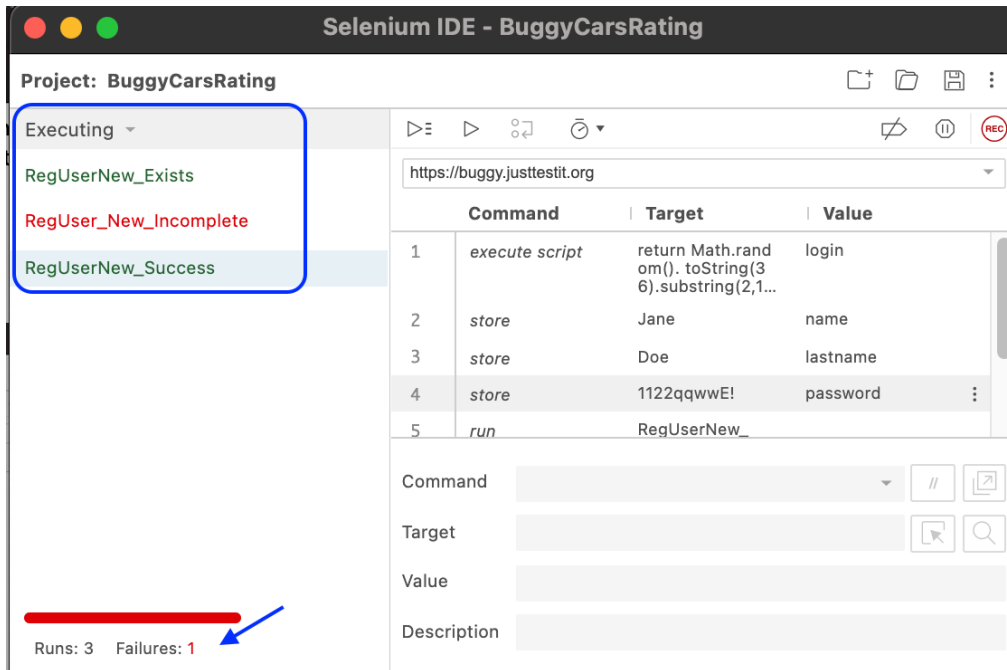 Selenium IDE - BuggyCarsRating
Project: BuggyCarsRating
Executing
RegUserNew_Exists
RegUser_New_Incomplete
RegUserNew_Success
Runs: 3 Failures: 1
REC
https://buggy.justtestit.org
Command Target Value
1 execute script return Math.ran
dom(). toString(3
6).substring(2,1... login
2 store Jane name
3 store Doe lastname
4 store 1122qqwwE! password
5 run RegUserNew_
Command
//
Target
Value
Description